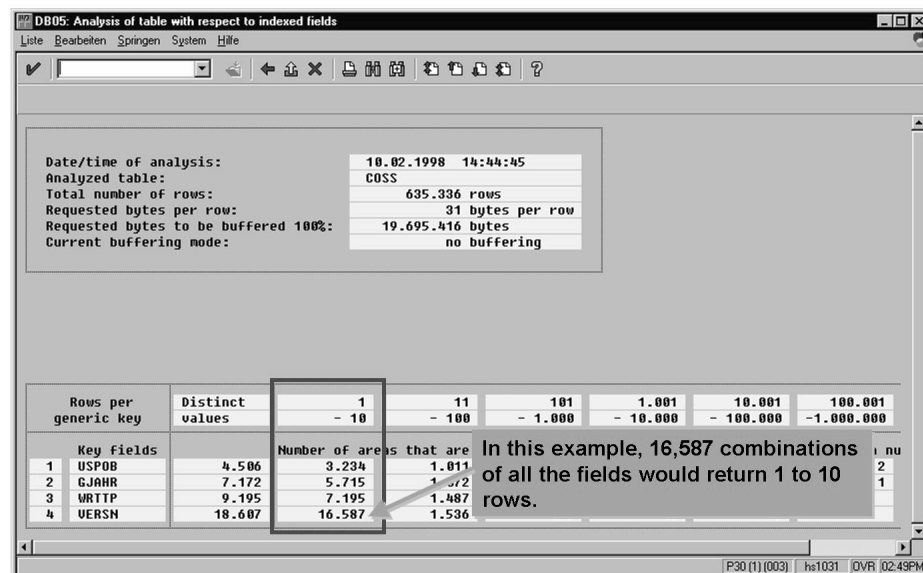 DB05: Analysis of table with respect to indexed fields
Liste Bearbeiten Springen System Hilfe
Date/time of analysis: 10.02.1998 14:44:45
Analyzed table: COSS
Total number of rows: 635.336 rows
Requested bytes per row: 31 bytes per row
Requested bytes to be buffered 100%: 19.695.416 bytes
Current buffering mode: no buffering
Rows per Distinct 1 11 101 1.001 10.001 100.001
generic key values - 10 - 100 - 1.000 - 10.000 - 100.000 -1.000.000
Key fields Number of areas that are nu
1 USPOB 4.506 3.234 1.011 2
2 GJAHR 7.172 5.715 1
3 WRTTP 9.195 7.195 1.487
4 VERSN 18.607 16.587 1.536
In this example, 16,587 combinations
of all the fields would return 1 to 10
rows.
P30 (1) (003) hs1031 OVR 02:49PM